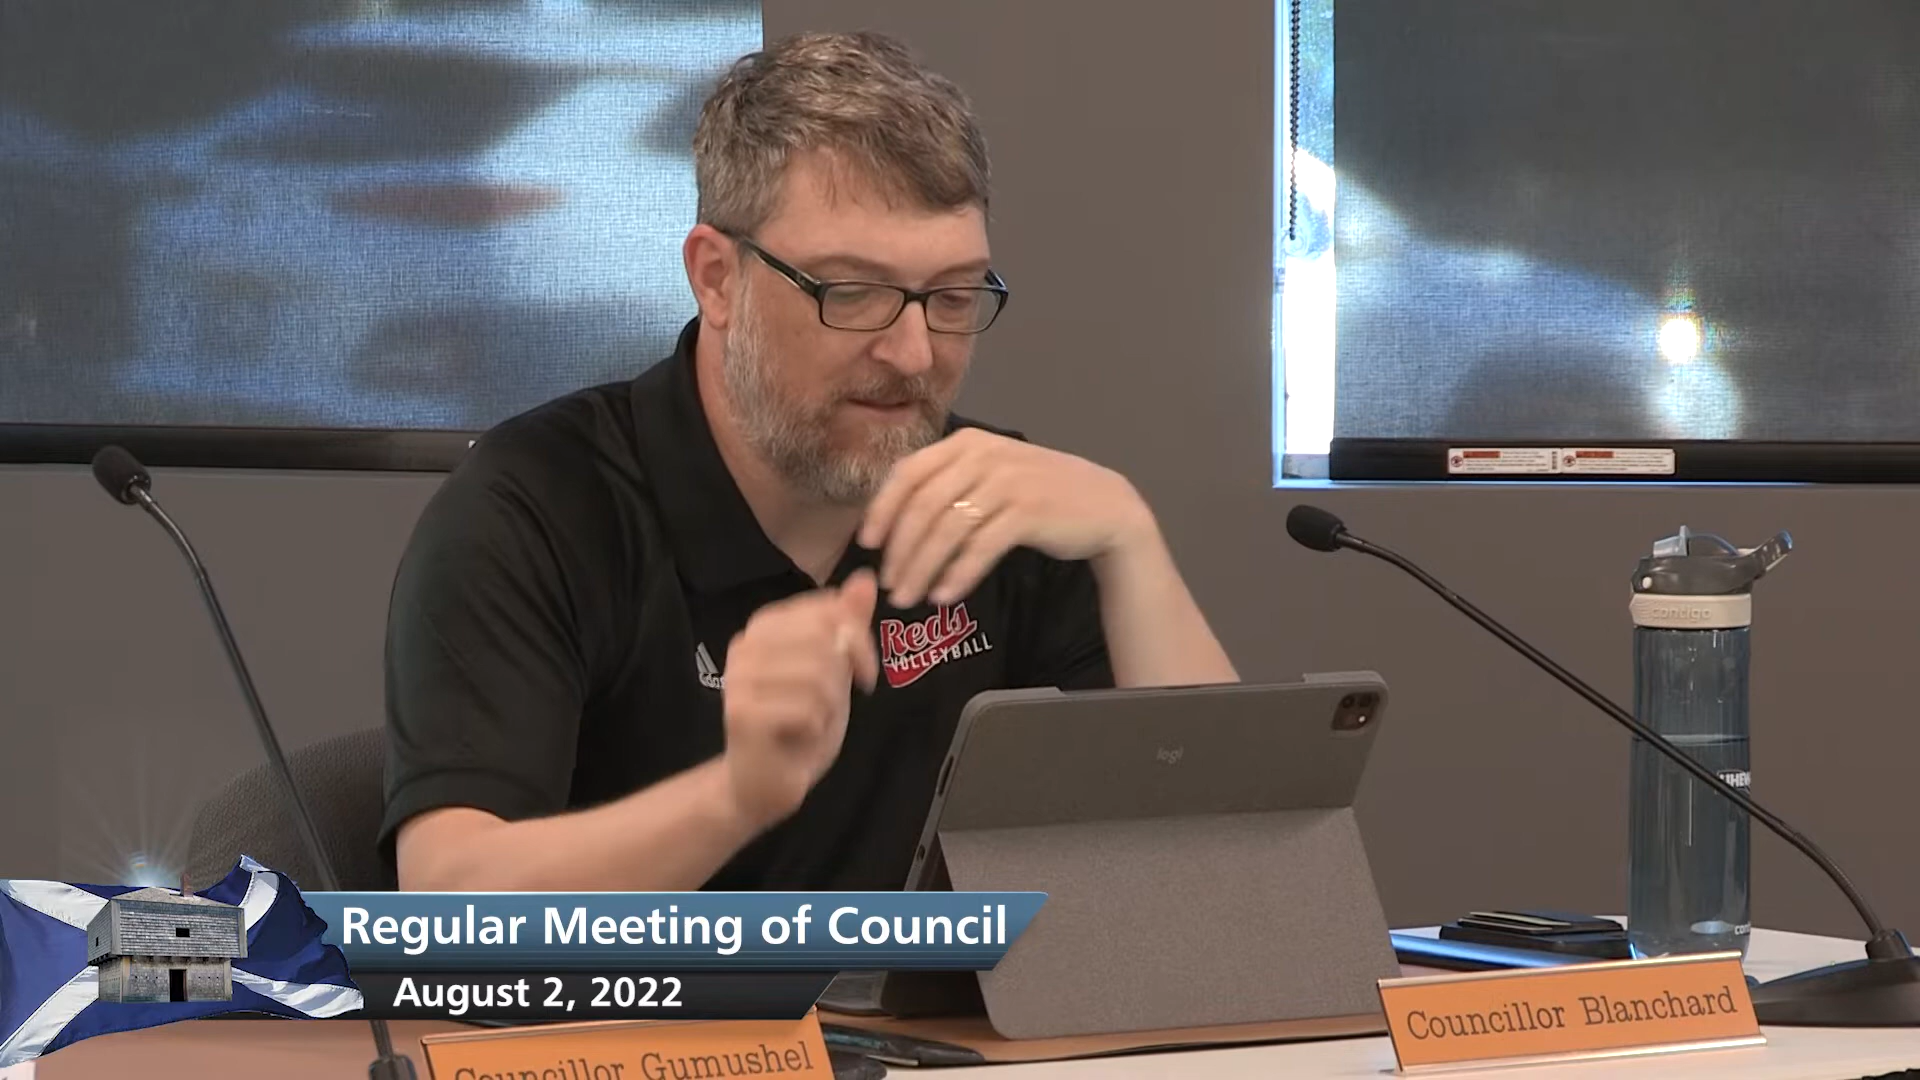 Reds
VOLLEYBALL
logi
contigo
Regular Meeting of Council
August 2, 2022
Councillor Blanchard
Councillor Gumushel